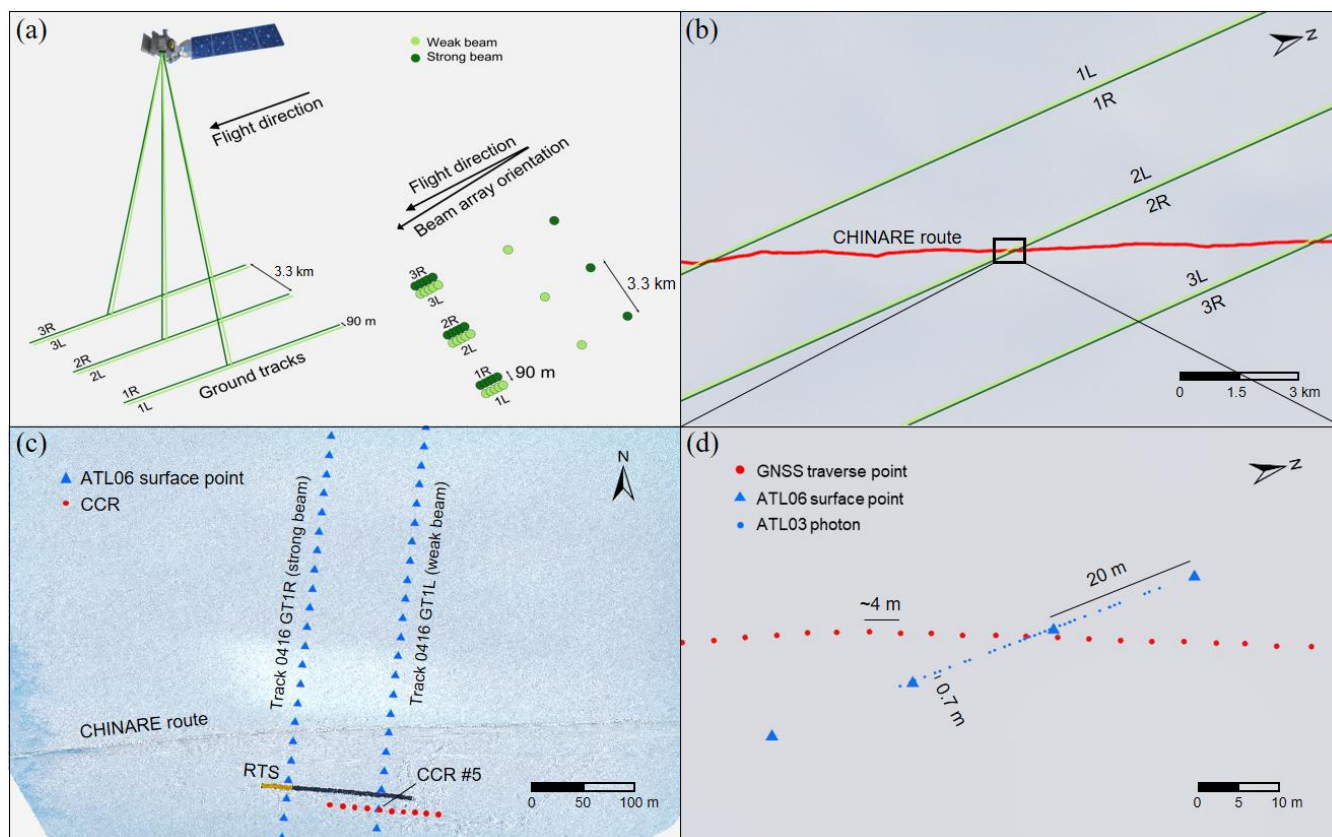 (a)
Weak beam
Strong beam
Flight direction
Flight direction
Beam array orientation
3.3 km
3R
3L
2R
2L
1R
1L
90 m
Ground tracks
3R
3L
2R
2L
1R
1L
90 m
3.3 km
(b)
N
1L
1R
2L
2R
CHINARE route
3L
3R
0 1.5 3 km
(c)
ATL06 surface point
CCR
N
Track 0416 GT1R (strong beam)
Track 0416 GT1L (weak beam)
CHINARE route
RTS
CCR #5
0 50 100 m
(d)
GNSS traverse point
ATL06 surface point
ATL03 photon
N
20 m
~4 m
0.7 m
0 5 10 m